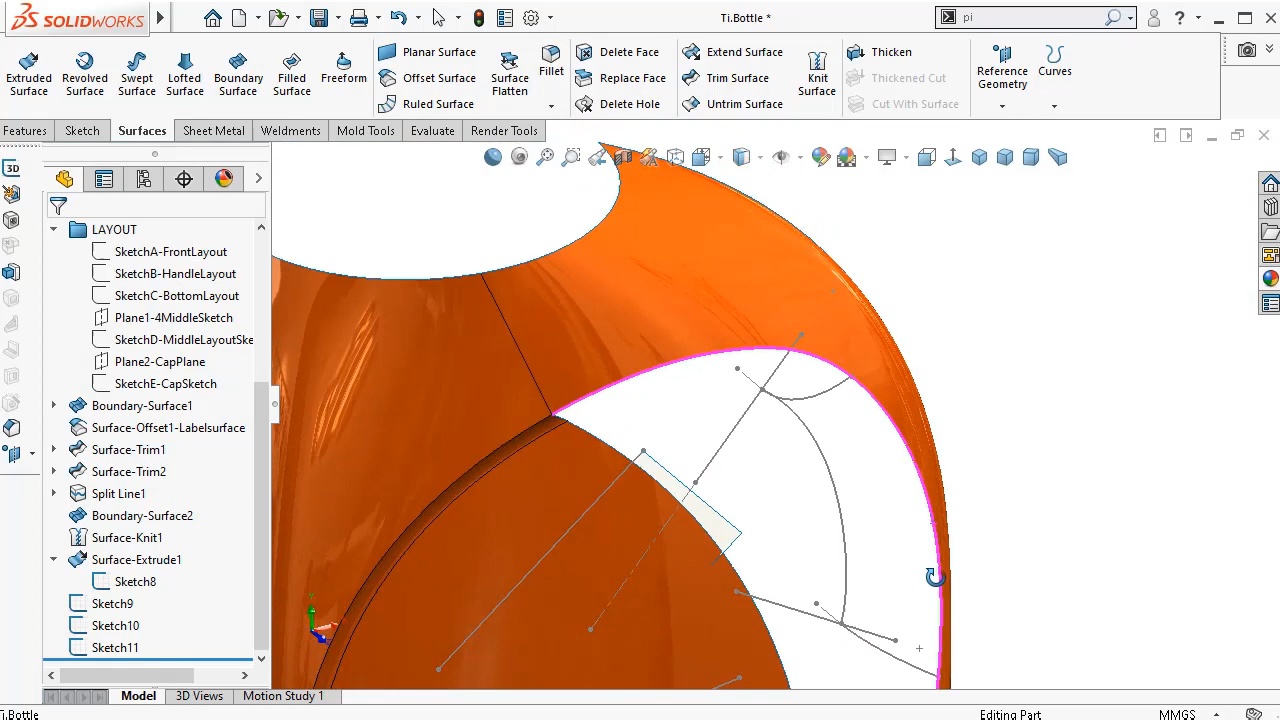 SOLIDWORKS
Ti.Bottle *
pi
Extruded Surface
Revolved Surface
Swept Surface
Lofted Surface
Boundary Surface
Filled Surface
Freeform
Planar Surface
Offset Surface
Ruled Surface
Surface Flatten
Fillet
Delete Face
Replace Face
Delete Hole
Extend Surface
Trim Surface
Untrim Surface
Knit Surface
Thicken
Thickened Cut
Cut With Surface
Reference Geometry
Curves
Features
Sketch
Surfaces
Sheet Metal
Weldments
Mold Tools
Evaluate
Render Tools
3D
LAYOUT
SketchA-FrontLayout
SketchB-HandleLayout
SketchC-BottomLayout
Plane1-4MiddleSketch
SketchD-MiddleLayoutSke
Plane2-CapPlane
SketchE-CapSketch
Boundary-Surface1
Surface-Offset1-Labelsurface
Surface-Trim1
Surface-Trim2
Split Line1
Boundary-Surface2
Surface-Knit1
Surface-Extrude1
Sketch8
Sketch9
Sketch10
Sketch11
Model
3D Views
Motion Study 1
Ti.Bottle
Editing Part
MMGS